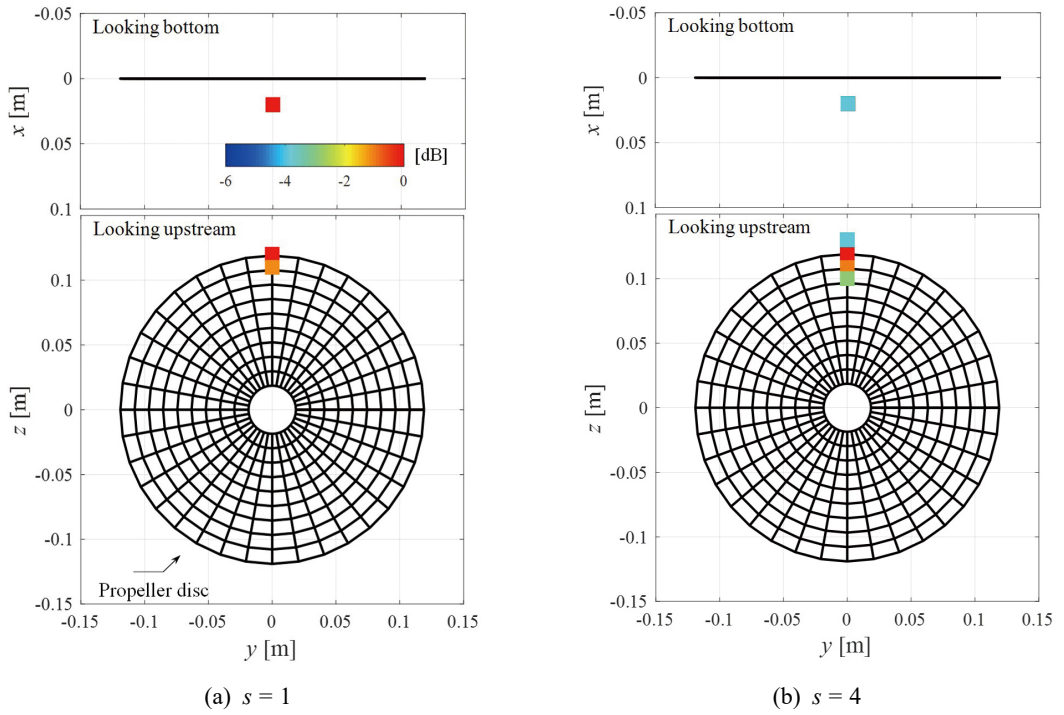 -0.05
Looking bottom
0
x [m]
0.05
[dB]
-6 -4 -2 0
0.1
Looking upstream
0.1
0.05
z [m]
0
-0.05
-0.1
Propeller disc
-0.15
-0.15 -0.1 -0.05 0 0.05 0.1 0.15
y [m]
(a) s = 1
-0.05
Looking bottom
0
x [m]
0.05
0.1
Looking upstream
0.1
0.05
z [m]
0
-0.05
-0.1
-0.15
-0.15 -0.1 -0.05 0 0.05 0.1 0.15
y [m]
(b) s = 4